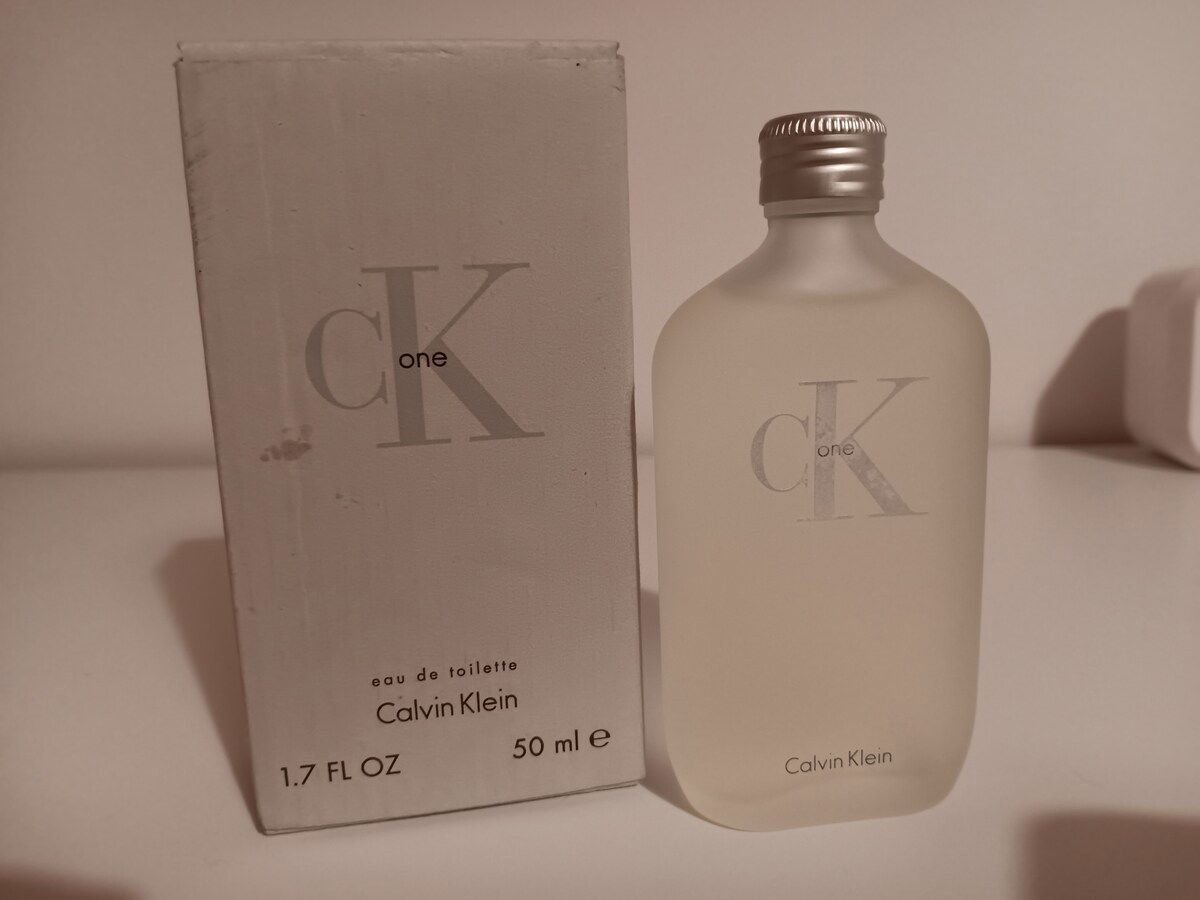 cK
one
eau de toilette
Calvin Klein
1.7 FL OZ
50 ml ℮
cK
one
Calvin Klein